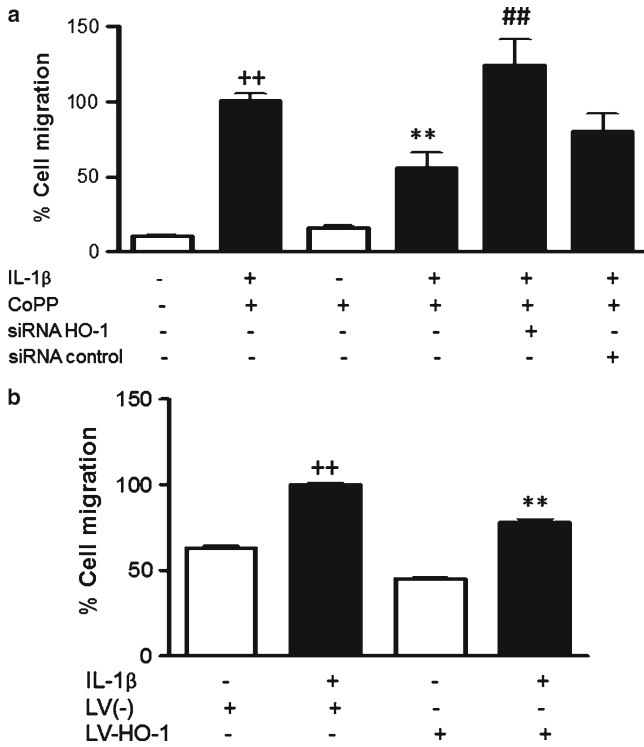 a
150
100
50
0
% Cell migration
++
**
##
IL-1β - + - + + +
CoPP - + + + + +
siRNA HO-1 - - - - + -
siRNA control - - - - - +
b
150
100
50
0
% Cell migration
++
**
IL-1β - + - +
LV(-) + + - -
LV-HO-1 - - + +